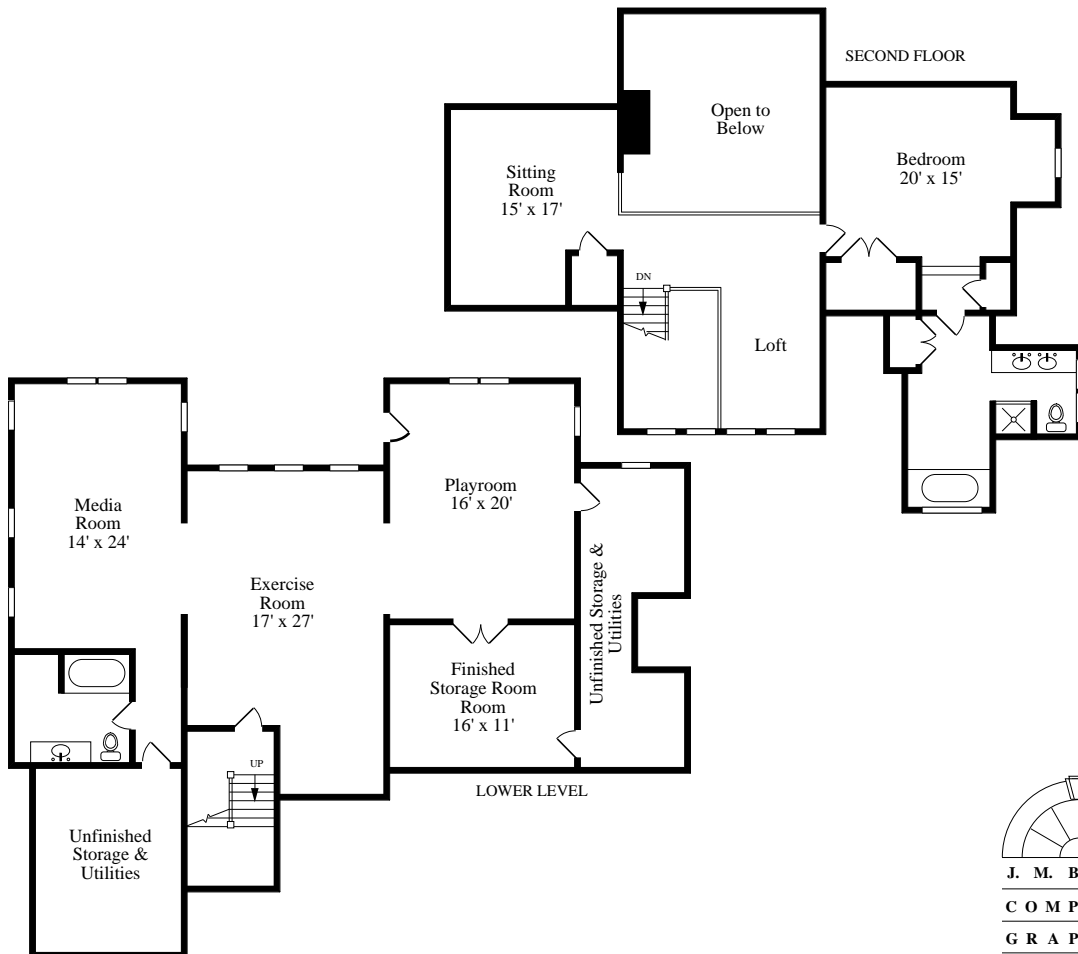 SECOND FLOOR
Open to
Below
Bedroom
20' x 15'
Sitting
Room
15' x 17'
DN
Loft
Media
Room
14' x 24'
Playroom
16' x 20'
Exercise
Room
17' x 27'
Unfinished Storage &
Utilities
Finished
Storage Room
Room
16' x 11'
UP
LOWER LEVEL
Unfinished
Storage &
Utilities
J. M. B
C O M P
G R A P